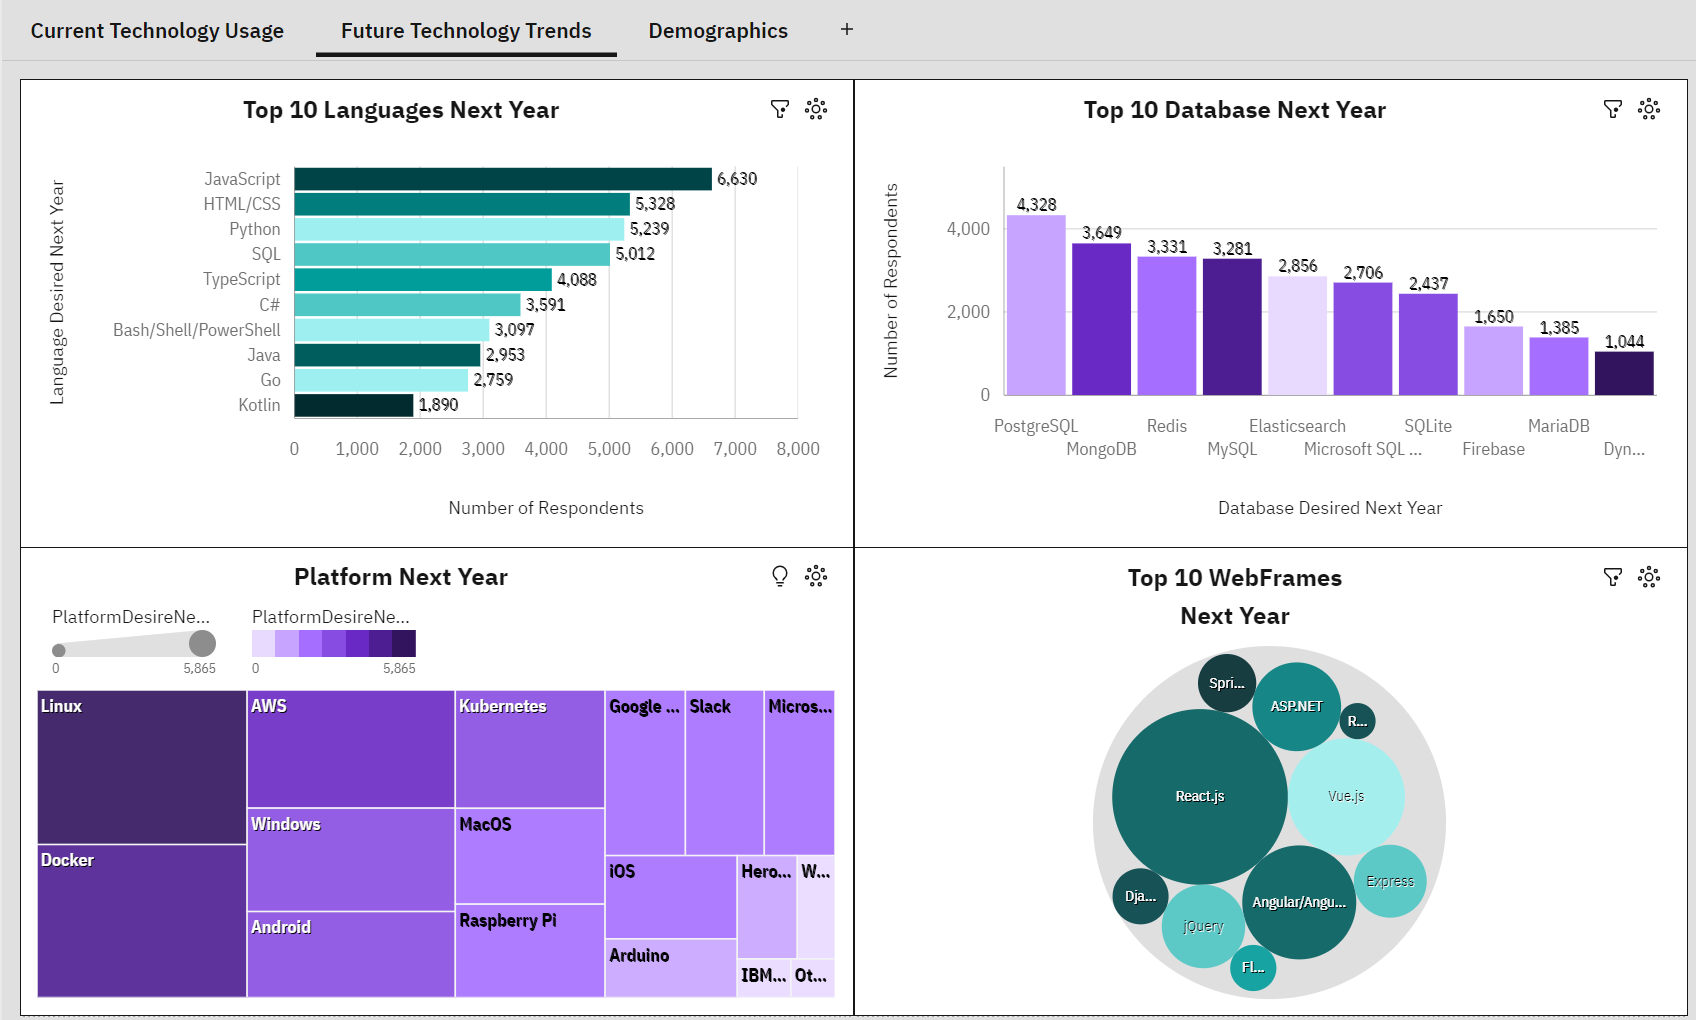 Current Technology Usage
Future Technology Trends
Demographics
+
Top 10 Languages Next Year
Language Desired Next Year
JavaScript 6,630
HTML/CSS 5,328
Python 5,239
SQL 5,012
TypeScript 4,088
C# 3,591
Bash/Shell/PowerShell 3,097
Java 2,953
Go 2,759
Kotlin 1,890
0 1,000 2,000 3,000 4,000 5,000 6,000 7,000 8,000
Number of Respondents
Top 10 Database Next Year
Number of Respondents
4,000
2,000
0
4,328
3,649
3,331
3,281
2,856
2,706
2,437
1,650
1,385
1,044
PostgreSQL
MongoDB
Redis
MySQL
Elasticsearch
Microsoft SQL ...
SQLite
Firebase
MariaDB
Dyn...
Database Desired Next Year
Platform Next Year
PlatformDesireNe...
0 5,865
PlatformDesireNe...
0 5,865
Linux
Docker
AWS
Windows
Android
Kubernetes
MacOS
Raspberry Pi
Google ...
Slack
Micros...
iOS
Arduino
Hero...
W...
IBM...
Ot...
Top 10 WebFrames
Next Year
Spri...
ASP.NET
R...
React.js
Vue.js
Dja...
jQuery
Angular/Angu...
Express
Fl...